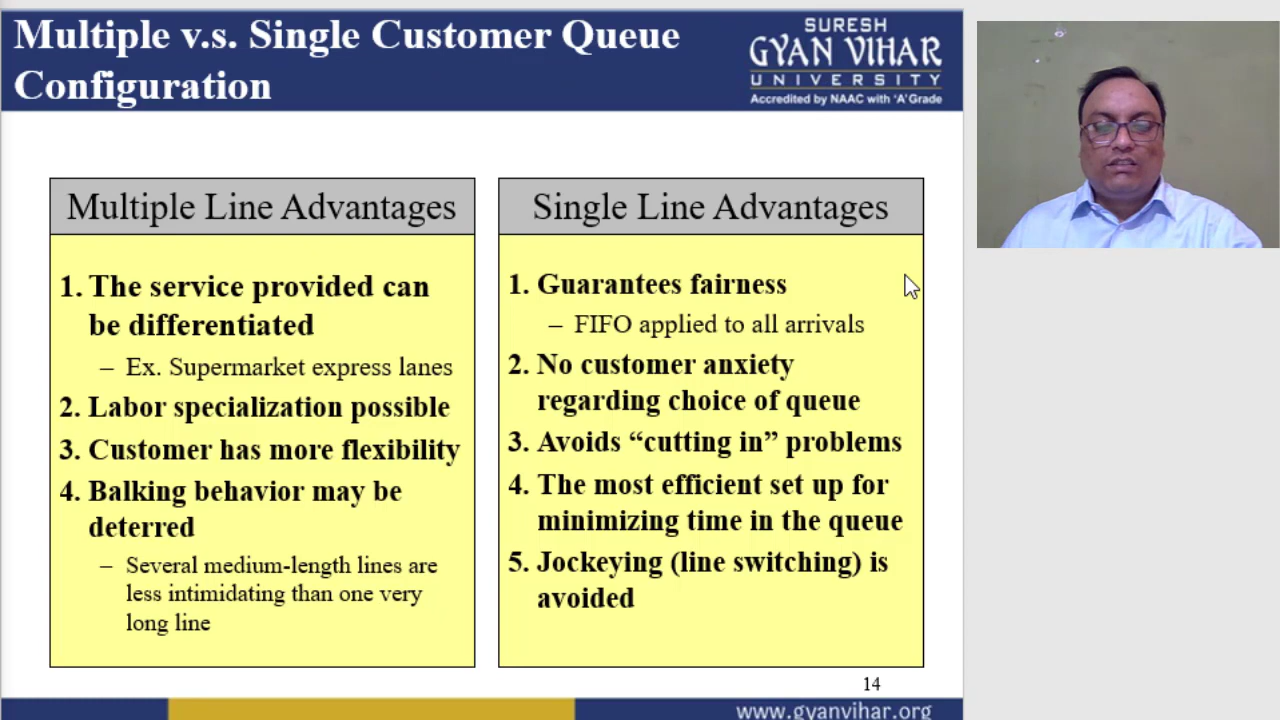 Multiple v.s. Single Customer Queue
Configuration
SURESH
GYAN VIHAR
UNIVERSITY
Accredited by NAAC with 'A' Grade
Multiple Line Advantages
1. The service provided can
be differentiated
– Ex. Supermarket express lanes
2. Labor specialization possible
3. Customer has more flexibility
4. Balking behavior may be
deterred
– Several medium-length lines are
less intimidating than one very
long line
Single Line Advantages
1. Guarantees fairness
– FIFO applied to all arrivals
2. No customer anxiety
regarding choice of queue
3. Avoids “cutting in” problems
4. The most efficient set up for
minimizing time in the queue
5. Jockeying (line switching) is
avoided
14
www.gyanvihar.org